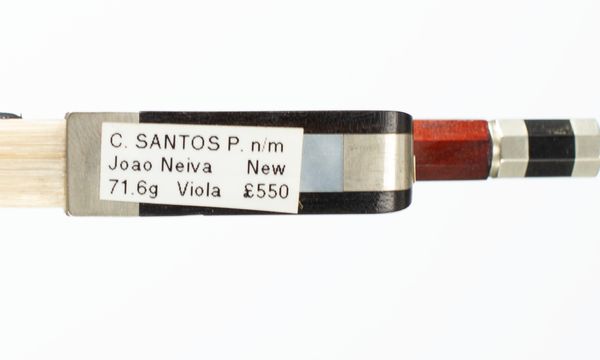 C. SANTOS P. n/m
Joao Neiva New
71.6g Viola £550